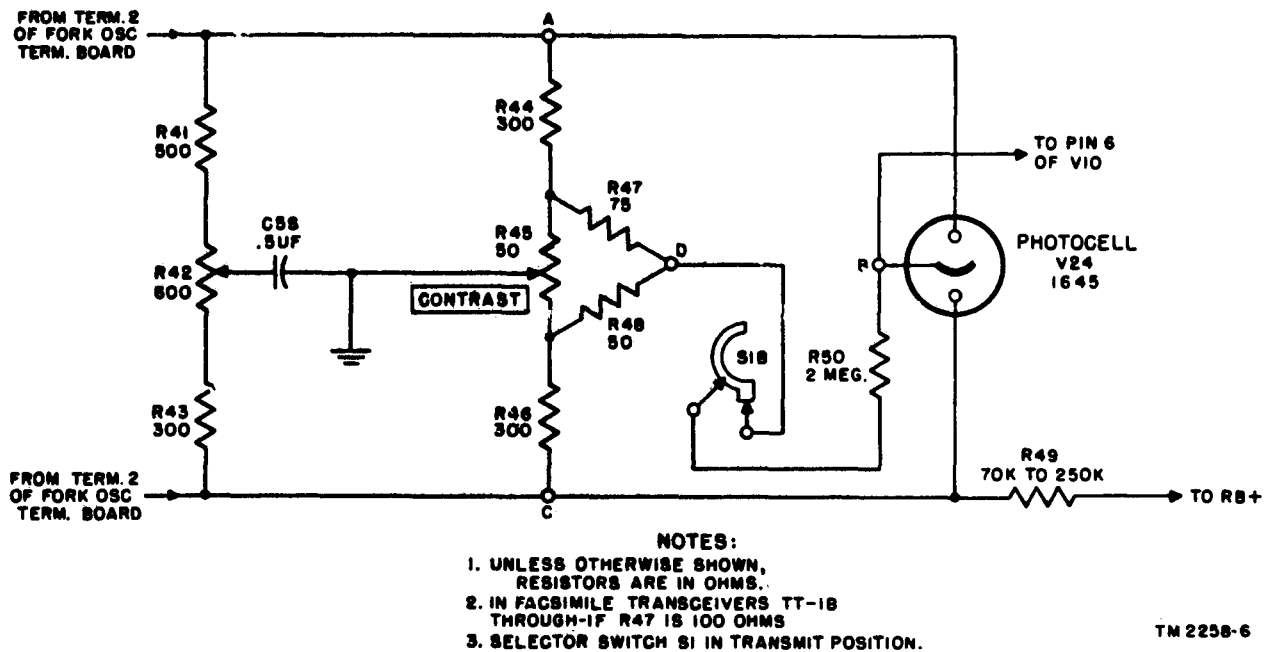 FROM TERM. 2
OF FORK OSC
TERM. BOARD
A
R44
300
R41
500
TO PIN 6
OF V10
R47
75
C58
.5UF
R45
50
D
PHOTOCELL
V24
1645
R42
600
B
CONTRAST
R48
50
S1B
R50
2 MEG.
R43
300
R46
300
R49
70K TO 250K
FROM TERM. 2
OF FORK OSC
TERM. BOARD
C
TO RB+
NOTES:
1. UNLESS OTHERWISE SHOWN,
RESISTORS ARE IN OHMS.
2. IN FACSIMILE TRANSCEIVERS TT-1B
THROUGH-1F R47 IS 100 OHMS
3. SELECTOR SWITCH S1 IN TRANSMIT POSITION.
TM 2258-6